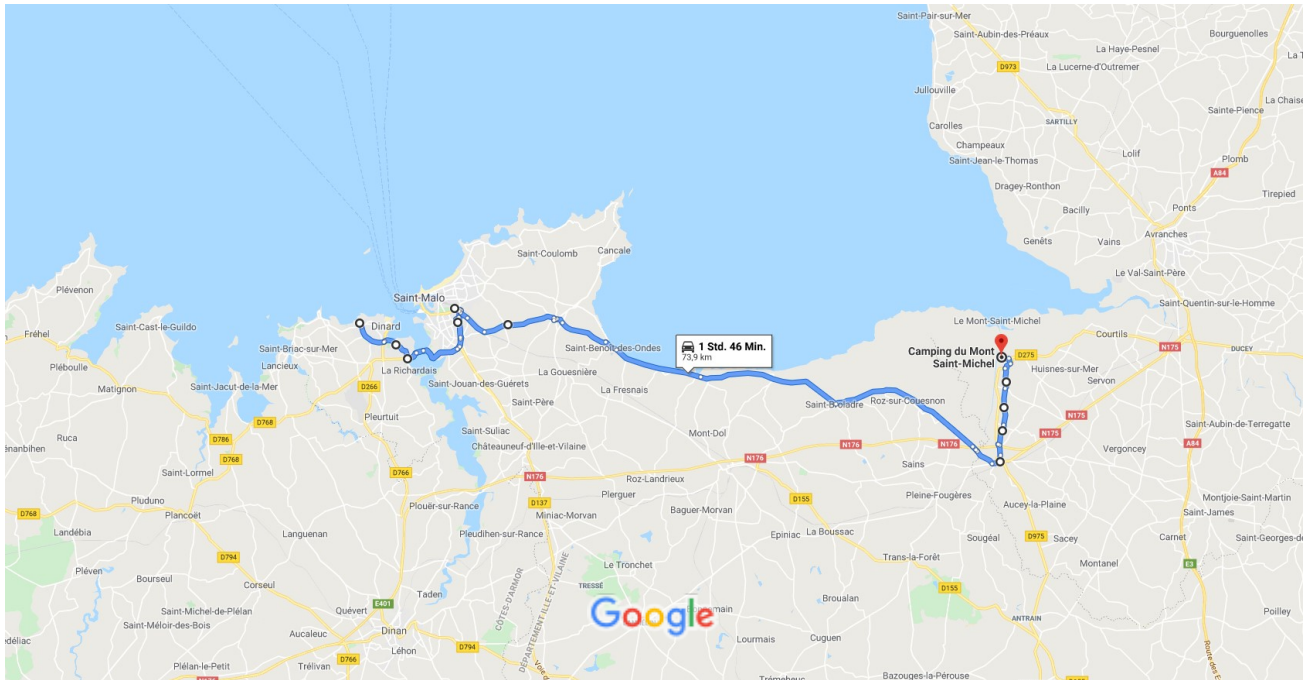 Saint-Pair-sur-Mer
Saint-Aubin-des-Préaux
Bourguenolles
La Haye-Pesnel
La Lucerne-d'Outremer
D973
Jullouville
La Chaise
Sainte-Pience
Carolles
SARTILLY
Champeaux
Saint-Jean-le-Thomas
Lolif
Plomb
A84
Dragey-Ronthon
Tirepied
Bacilly
Ponts
Genêts
Vains
Avranches
Le Val-Saint-Père
Saint-Coulomb
Cancale
Plévenon
Saint-Malo
Saint-Quentin-sur-le-Homme
Fréhel
Saint-Cast-le-Guildo
Dinard
Le Mont-Saint-Michel
Courtils
Saint-Briac-sur-Mer
Lancieux
Saint-Benoît-des-Ondes
1 Std. 46 Min.
73,9 km
Camping du Mont
Saint-Michel
D275
N175
DUCEY
Pléboulle
Matignon
La Richardais
La Gouesnière
Huisnes-sur-Mer
Servon
Saint-Jacut-de-la-Mer
D266
Saint-Jouan-des-Guérets
La Fresnais
Saint-Père
Saint-Broladre
Roz-sur-Couesnon
N175
Pleurtuit
D768
Saint-Aubin-de-Terregatte
Ruca
D786
Saint-Suliac
Mont-Dol
N175
énanbihen
D768
Châteauneuf-d'Ille-et-Vilaine
N176
N176
A84
Vergoncey
Saint-Lormel
D766
N176
Roz-Landrieux
Sains
Pluduno
Plouër-sur-Rance
Plerguer
D155
Pleine-Fougères
Montjoie-Saint-Martin
D768
Plancoët
D137
Miniac-Morvan
Baguer-Morvan
Aucey-la-Plaine
Saint-James
Landébia
Languenan
Pleudihen-sur-Rance
Epiniac
La Boussac
Sougéal
D975
Sacey
Carnet
Saint-Georges-de
D794
Trans-la-Forêt
Montanel
E3
Pléven
Bourseul
Corseul
Le Tronchet
CÔTES-D'ARMOR
DÉPARTEMENT ILLE-ET-VILAINE
TRESSÉ
D155
Taden
Broualan
Saint-Michel-de-Plélan
Saint-Méloir-des-Bois
Quévert
E401
Google
ANTRAIN
Poilley
Aucaleuc
Dinan
Lourmais
Cuguen
Léhon
D794
Plélan-le-Petit
Trélivan
D766
Voie d
Trémeheuc
Bazouges-la-Pérouse
Route des E
N176